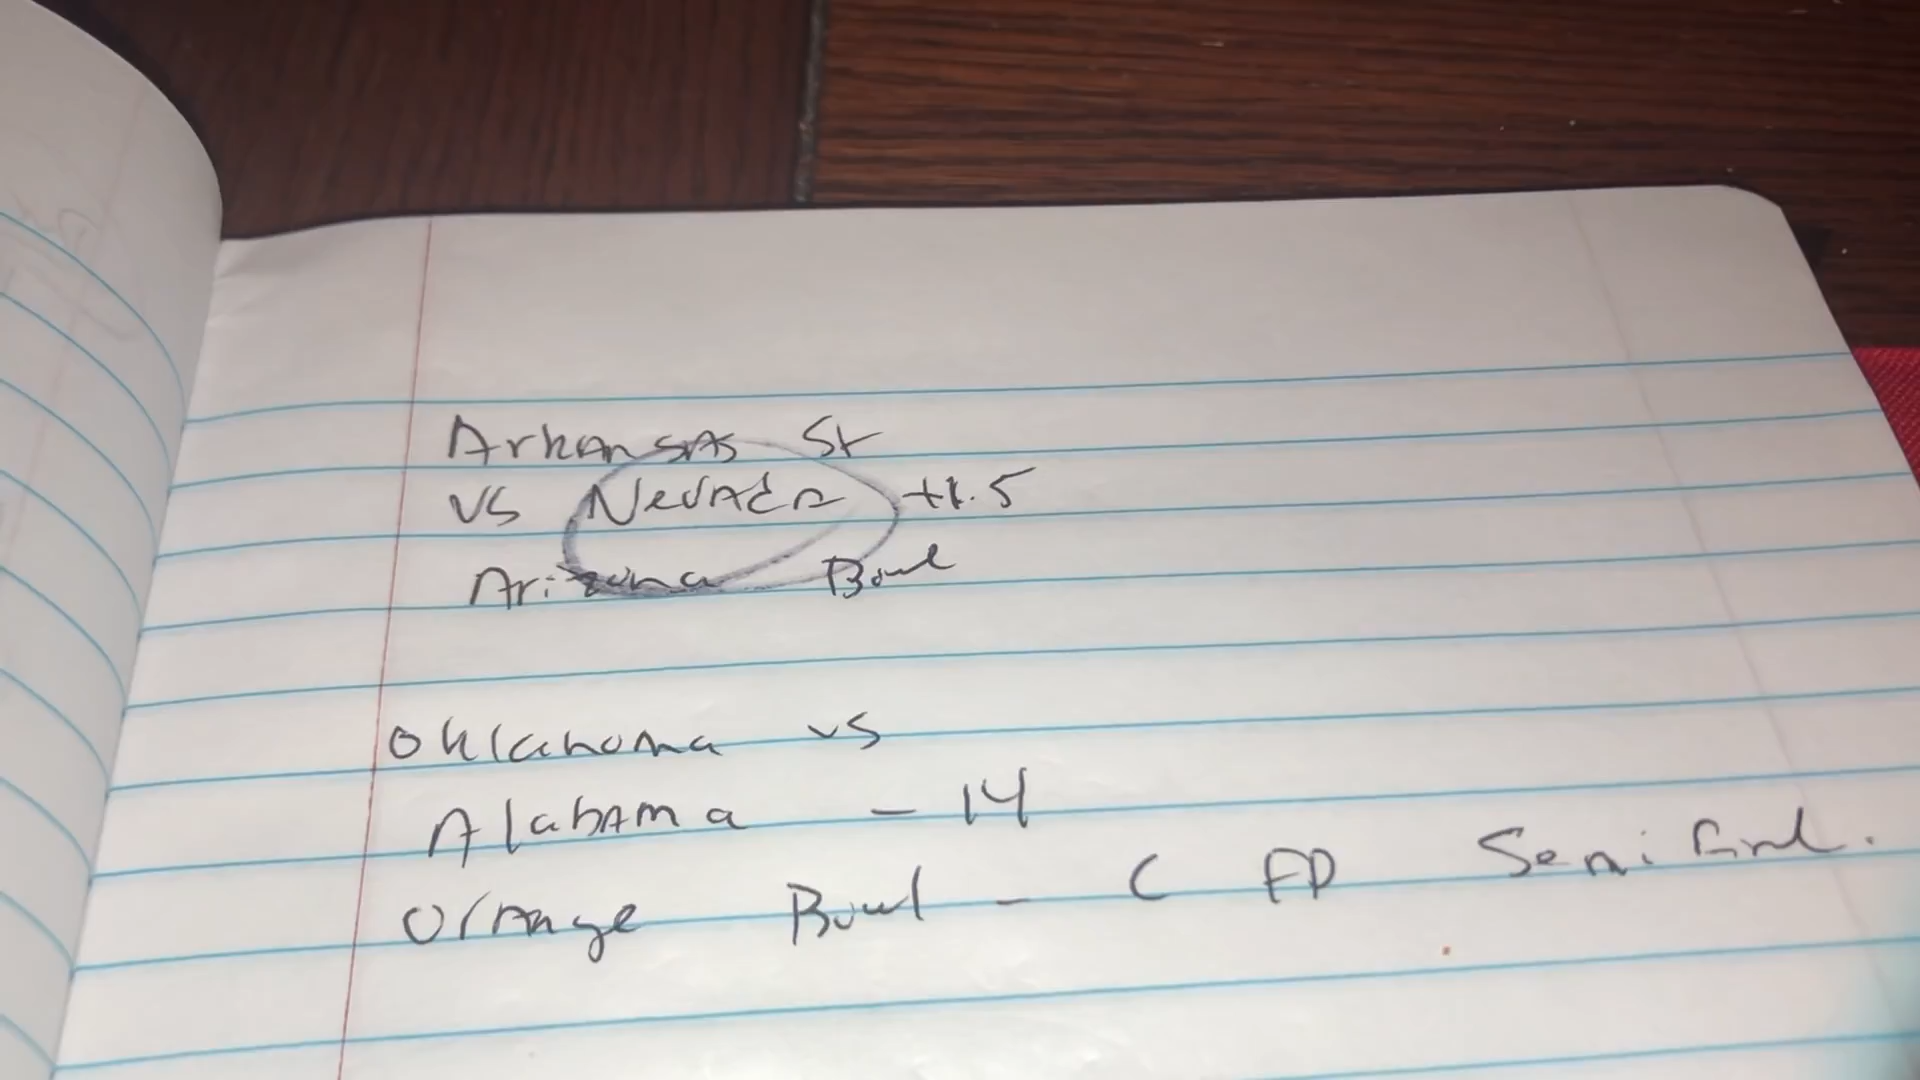 Arkansas St
vs Nevada +1.5
Arizona Bowl
Oklahoma vs
Alabama - 14
Orange Bowl - CFP Semifinal.